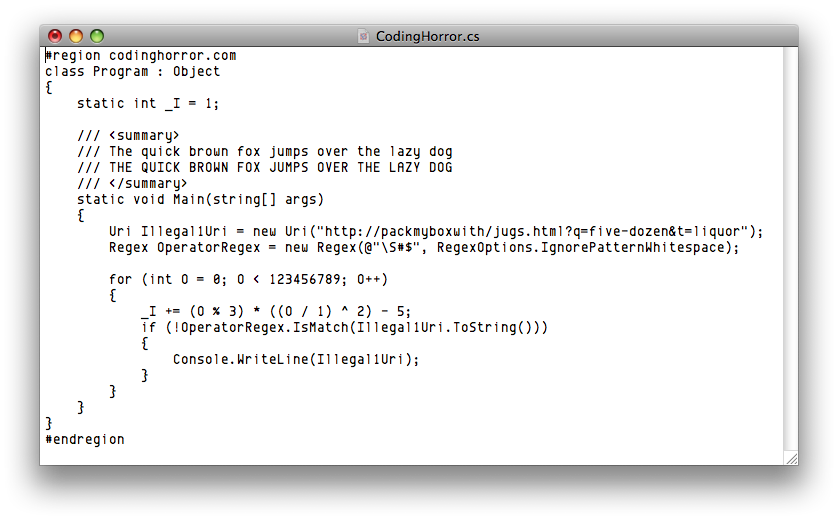 CodingHorror.cs
#region codinghorror.com
class Program : Object
{
    static int _I = 1;

    /// <summary>
    /// The quick brown fox jumps over the lazy dog
    /// THE QUICK BROWN FOX JUMPS OVER THE LAZY DOG
    /// </summary>
    static void Main(string[] args)
    {
        Uri Illegal1Uri = new Uri("http://packmyboxwith/jugs.html?q=five-dozen&t=liquor");
        Regex OperatorRegex = new Regex(@"\S#$", RegexOptions.IgnorePatternWhitespace);

        for (int O = 0; O < 123456789; O++)
        {
            _I += (O % 3) * ((O / 1) ^ 2) - 5;
            if (!OperatorRegex.IsMatch(Illegal1Uri.ToString()))
            {
                Console.WriteLine(Illegal1Uri);
            }
        }
    }
}
#endregion